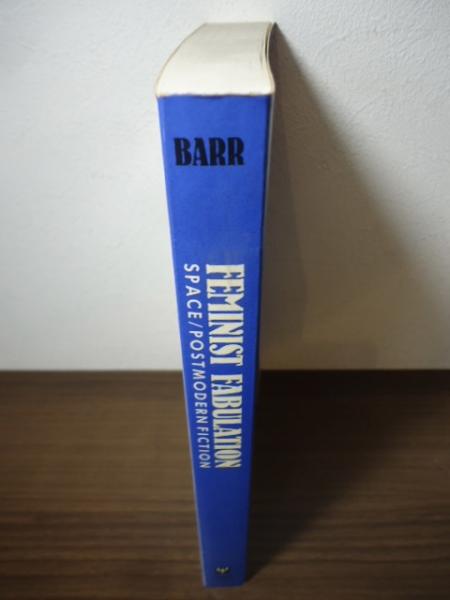 BARR
FEMINIST FABULATION
SPACE/POSTMODERN FICTION